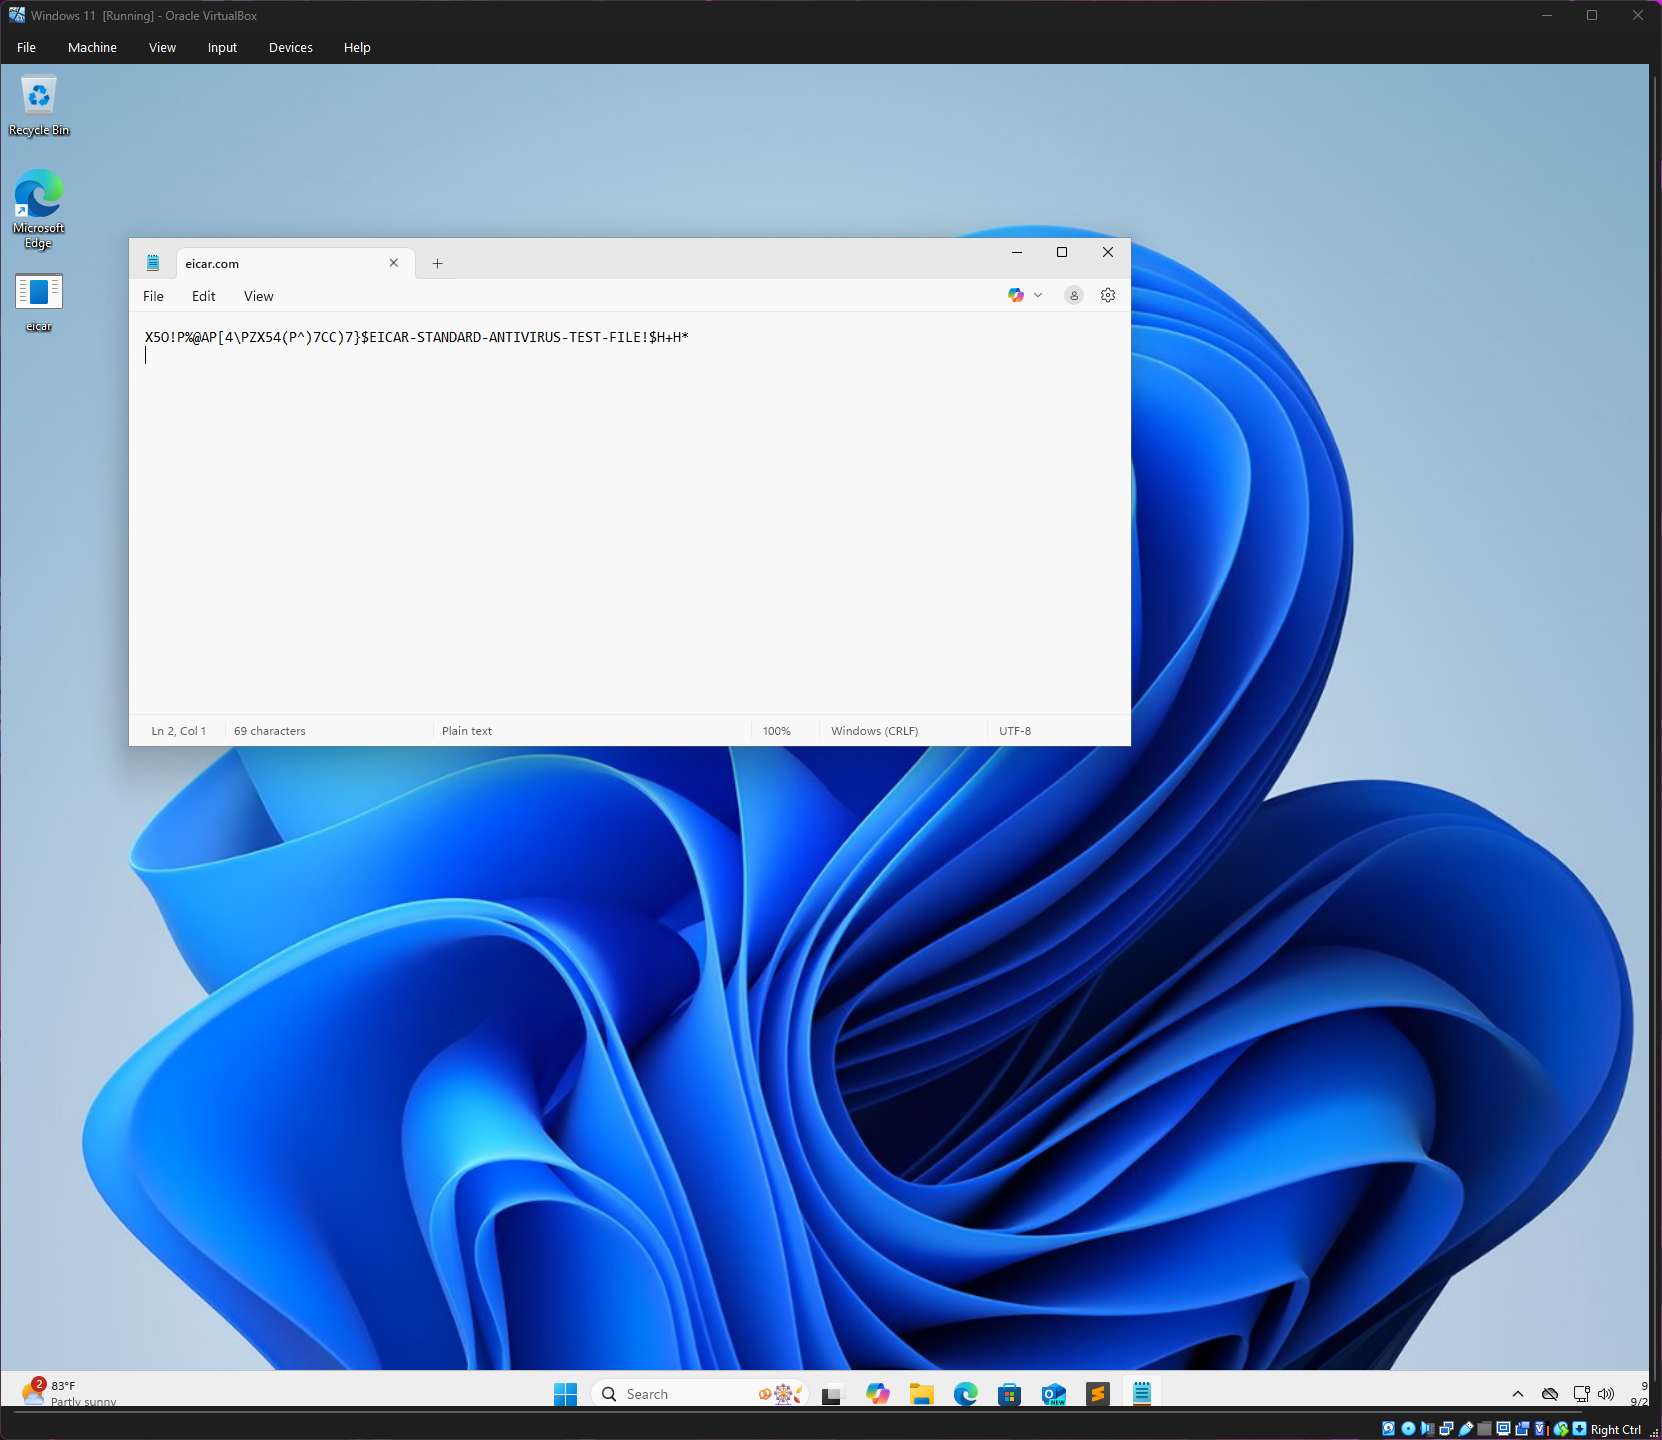 Windows 11 [Running] - Oracle VirtualBox
File Machine View Input Devices Help
Recycle Bin
Microsoft
Edge
eicar
eicar.com
File Edit View
X5O!P%@AP[4\PZX54(P^)7CC)7}$EICAR-STANDARD-ANTIVIRUS-TEST-FILE!$H+H*
Ln 2, Col 1 69 characters Plain text 100% Windows (CRLF) UTF-8
2
83°F
Partly sunny
Search
NEW
9
9/2
Right Ctrl